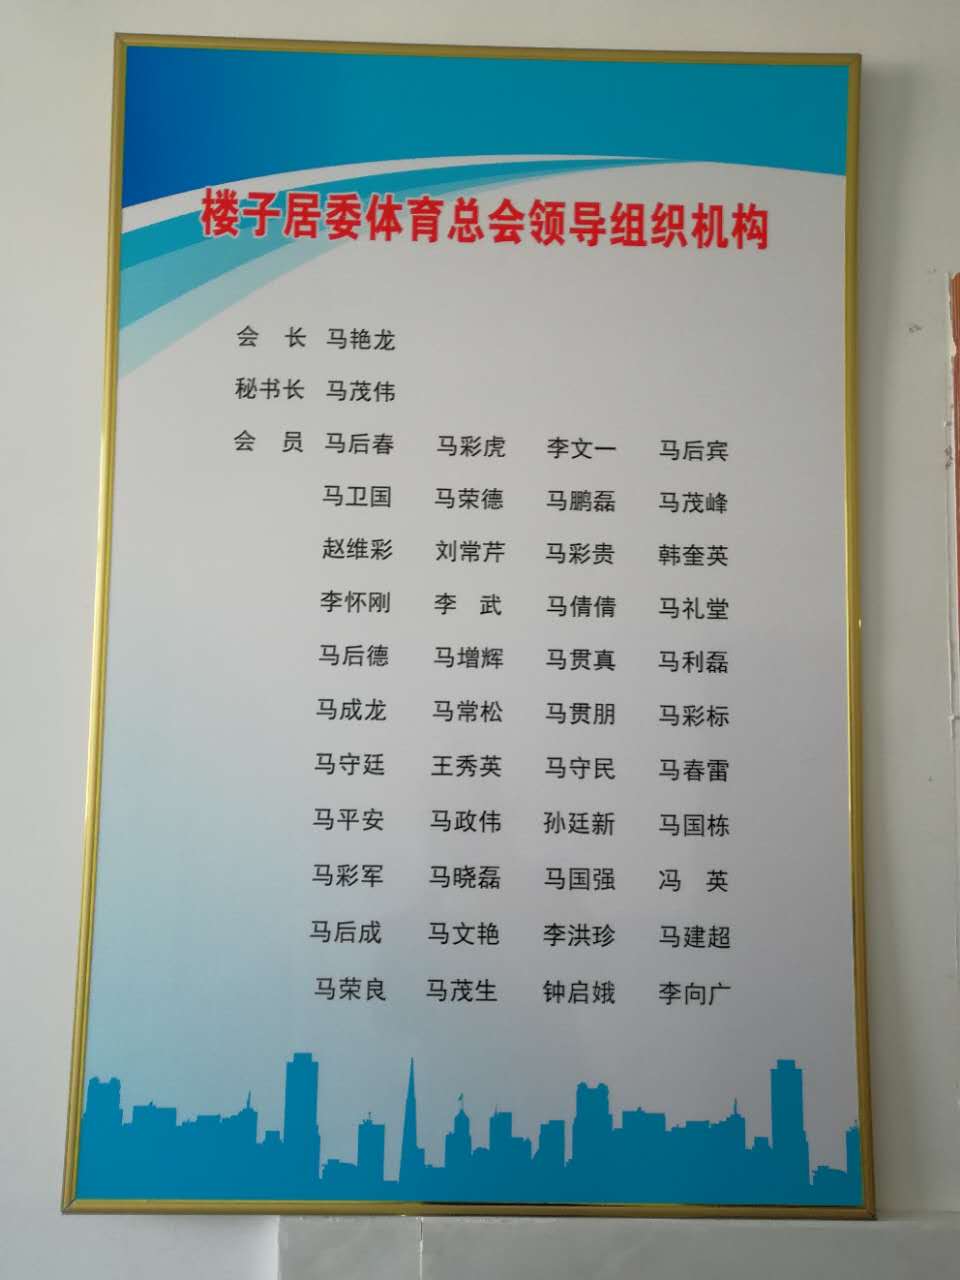 楼子居委体育总会领导组织机构
会 长 马艳龙
秘书长 马茂伟
会 员 马后春 马彩虎 李文一 马后宾
马卫国 马荣德 马鹏磊 马茂峰
赵维彩 刘常芹 马彩贵 韩奎英
李怀刚 李 武 马倩倩 马礼堂
马后德 马增辉 马贯真 马利磊
马成龙 马常松 马贯朋 马彩标
马守廷 王秀英 马守民 马春雷
马平安 马政伟 孙廷新 马国栋
马彩军 马晓磊 马国强 冯 英
马后成 马文艳 李洪珍 马建超
马荣良 马茂生 钟启娥 李向广